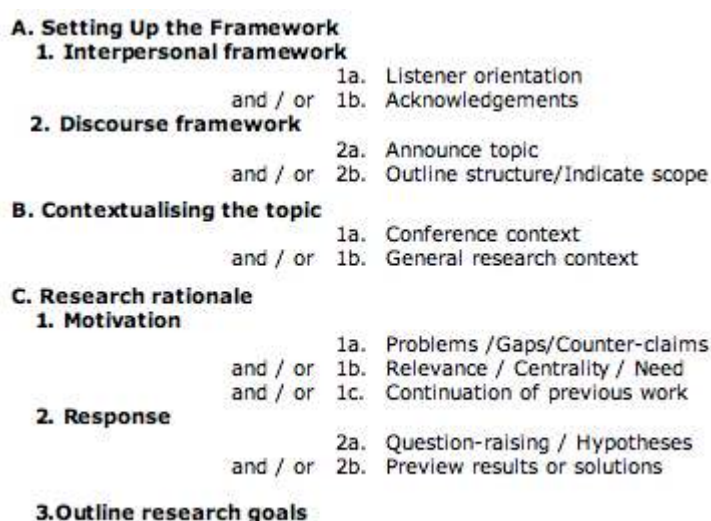 A. Setting Up the Framework
1. Interpersonal framework
1a. Listener orientation
and / or 1b. Acknowledgements
2. Discourse framework
2a. Announce topic
and / or 2b. Outline structure/Indicate scope
B. Contextualising the topic
1a. Conference context
and / or 1b. General research context
C. Research rationale
1. Motivation
1a. Problems /Gaps/Counter-claims
and / or 1b. Relevance / Centrality / Need
and / or 1c. Continuation of previous work
2. Response
2a. Question-raising / Hypotheses
and / or 2b. Preview results or solutions
3.Outline research goals